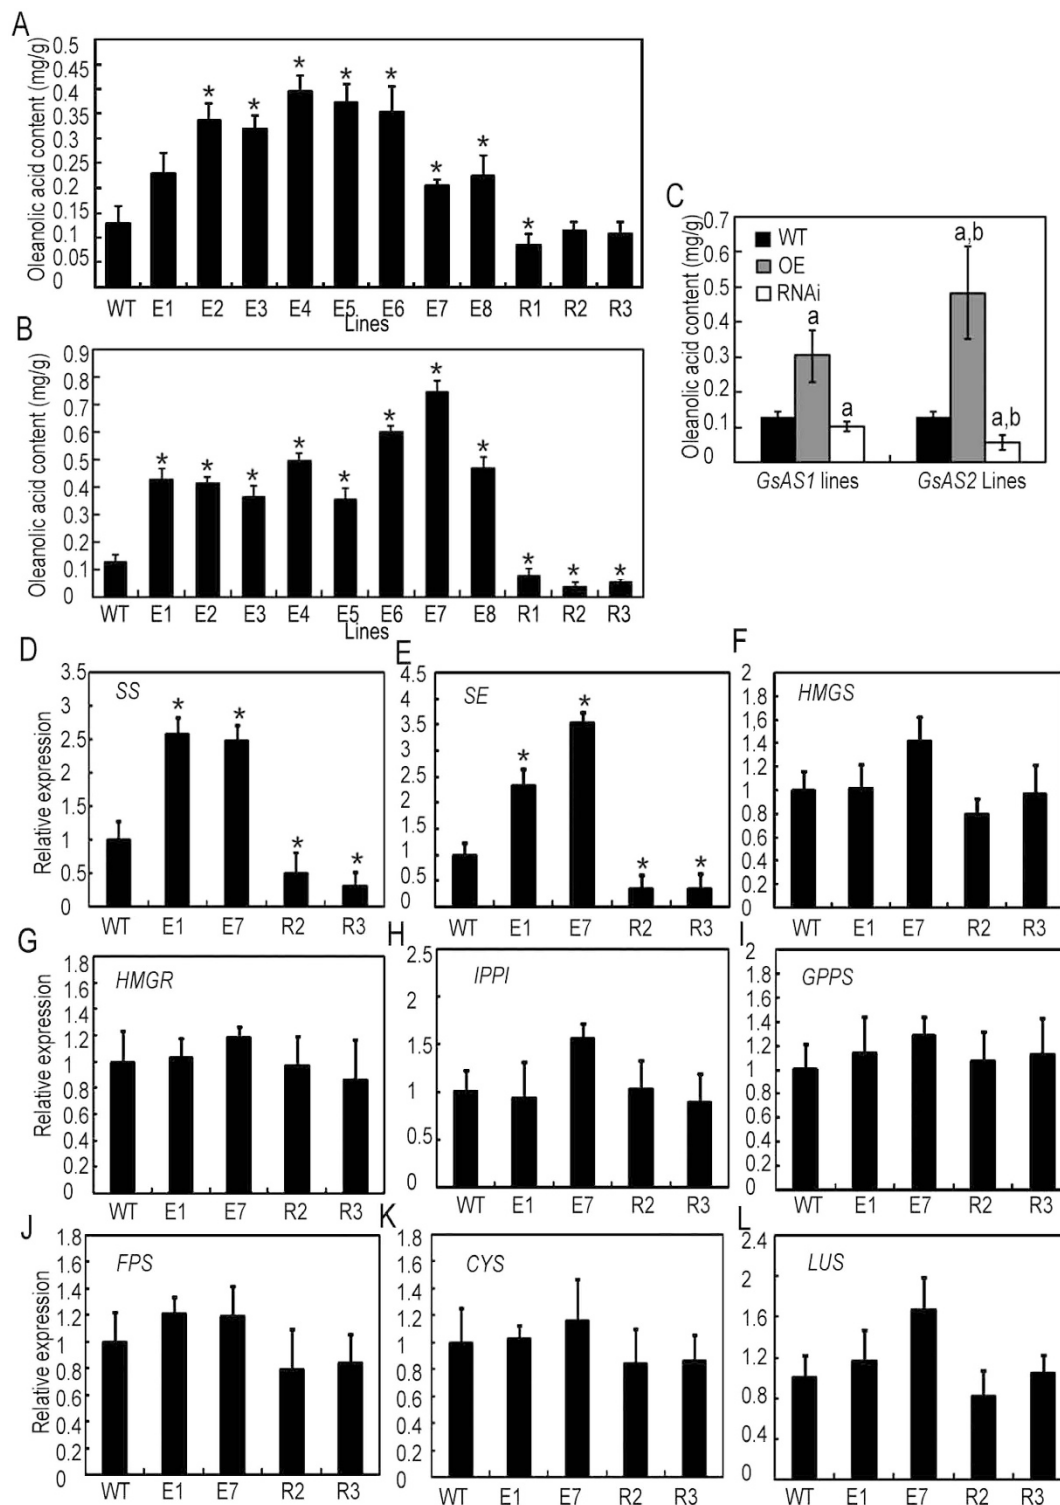 A
Oleanolic acid content (mg/g)
0.5
0.45
0.4
0.35
0.3
0.25
0.2
0.15
0.1
0.05
0
* * * * * * * *
WT E1 E2 E3 E4 E5 E6 E7 E8 R1 R2 R3
Lines
B
Oleanolic acid content (mg/g)
0.9
0.8
0.7
0.6
0.5
0.4
0.3
0.2
0.1
0
* * * * * * * * * * *
WT E1 E2 E3 E4 E5 E6 E7 E8 R1 R2 R3
Lines
C
Oleanolic acid content (mg/g)
0.7
0.6
0.5
0.4
0.3
0.2
0.1
0
WT
OE
RNAi
a
a
a,b
a,b
GsAS1 lines
GsAS2 Lines
D
Relative expression
3.5
3
2.5
2
1.5
1
0.5
0
SS
* * * *
WT E1 E7 R2 R3
E
4.5
4
3.5
3
2.5
2
1.5
1
0.5
0
SE
* * * *
WT E1 E7 R2 R3
F
2
1.8
1.6
1.4
1.2
1
0.8
0.6
0.4
0.2
0
HMGS
WT E1 E7 R2 R3
G
Relative expression
1.8
1.6
1.4
1.2
1
0.8
0.6
0.4
0.2
0
HMGR
WT E1 E7 R2 R3
H
2.5
2
1.5
1
0.5
0
IPPI
WT E1 E7 R2 R3
I
2
1.8
1.6
1.4
1.2
1
0.8
0.6
0.4
0.2
0
GPPS
WT E1 E7 R2 R3
J
Relative expression
1.8
1.6
1.4
1.2
1
0.8
0.6
0.4
0.2
0
FPS
WT E1 E7 R2 R3
K
1.8
1.6
1.4
1.2
1
0.8
0.6
0.4
0.2
0
CYS
WT E1 E7 R2 R3
L
2.4
2
1.6
1.2
0.8
0.4
0
LUS
WT E1 E7 R2 R3